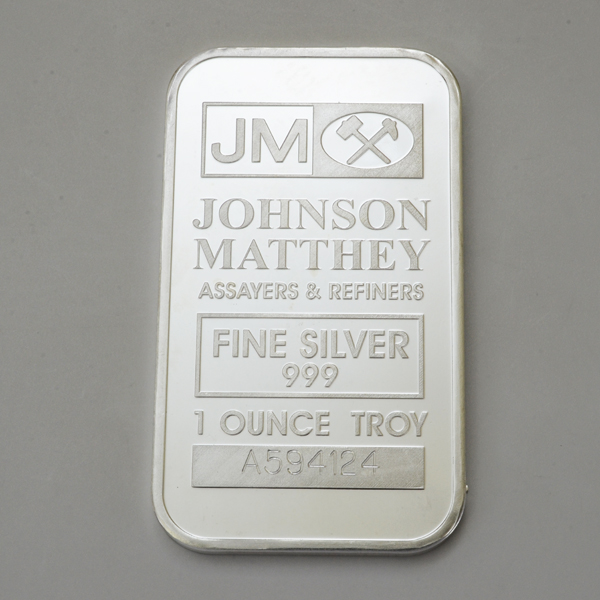 JM
JOHNSON
MATTHEY
ASSAYERS & REFINERS
FINE SILVER
999
1 OUNCE TROY
A594124